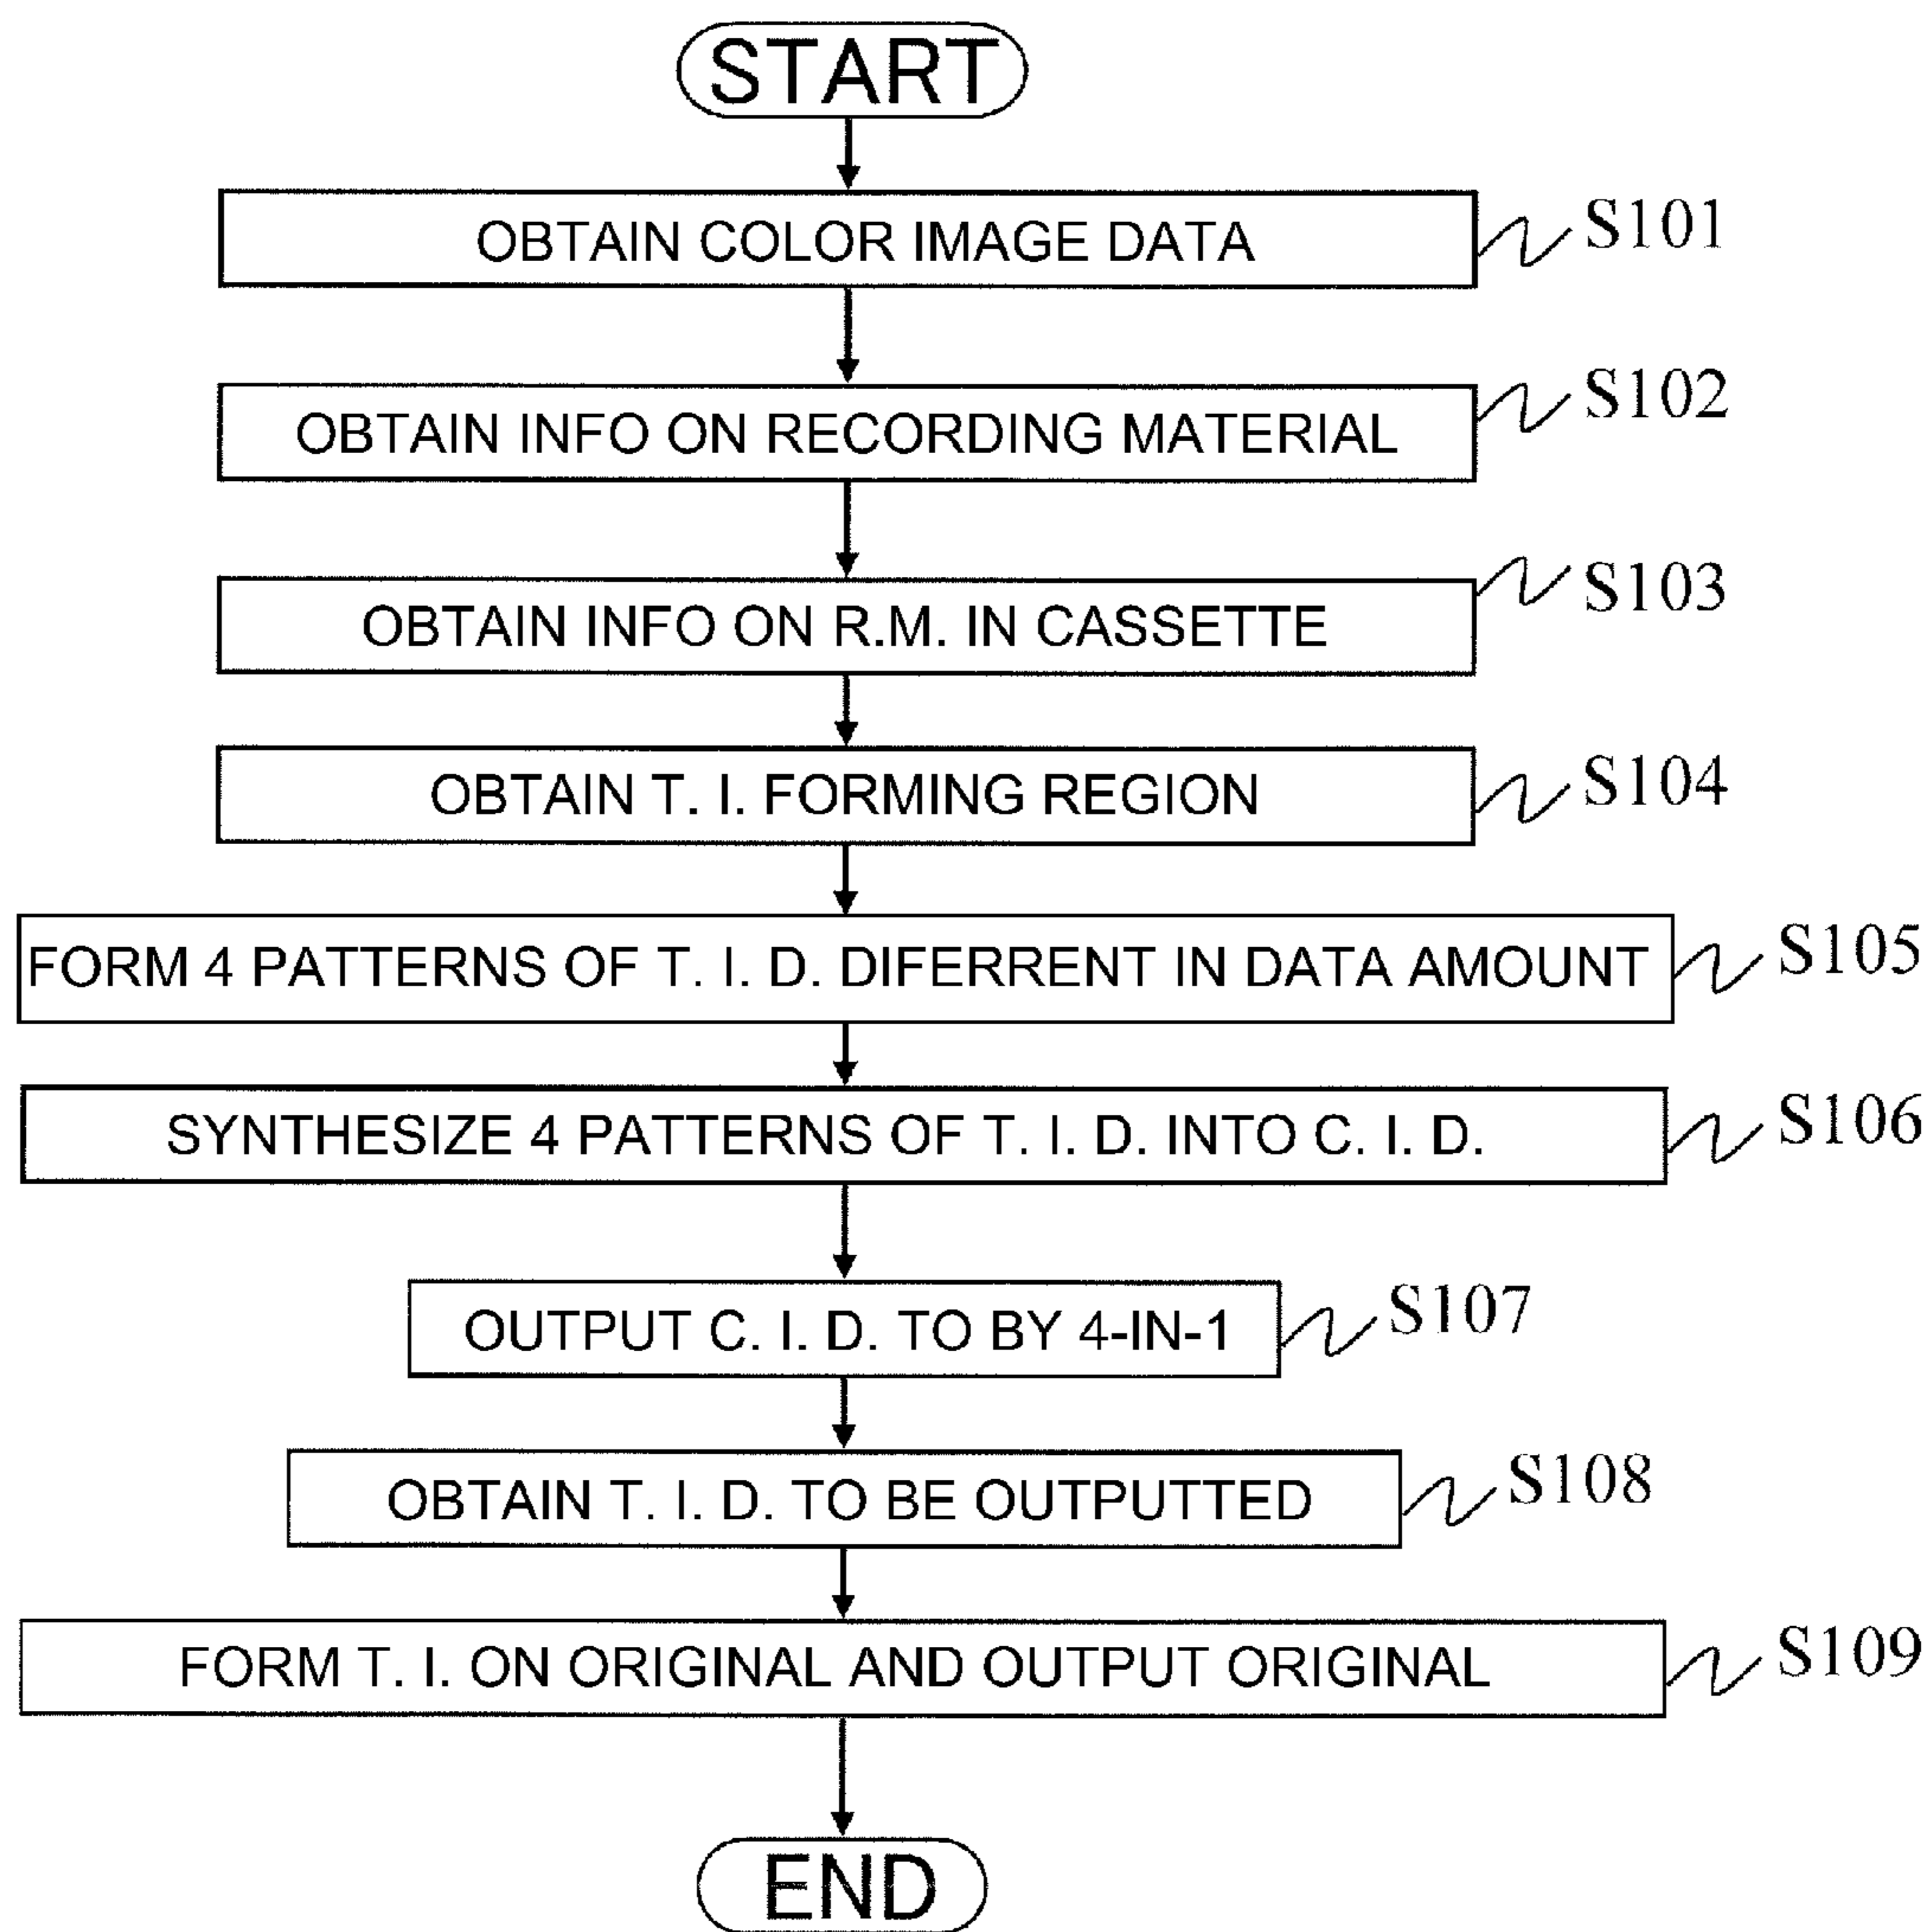 START
OBTAIN COLOR IMAGE DATA S101
OBTAIN INFO ON RECORDING MATERIAL S102
OBTAIN INFO ON R.M. IN CASSETTE S103
OBTAIN T. I. FORMING REGION S104
FORM 4 PATTERNS OF T. I. D. DIFERRENT IN DATA AMOUNT S105
SYNTHESIZE 4 PATTERNS OF T. I. D. INTO C. I. D. S106
OUTPUT C. I. D. TO BY 4-IN-1 S107
OBTAIN T. I. D. TO BE OUTPUTTED S108
FORM T. I. ON ORIGINAL AND OUTPUT ORIGINAL S109
END